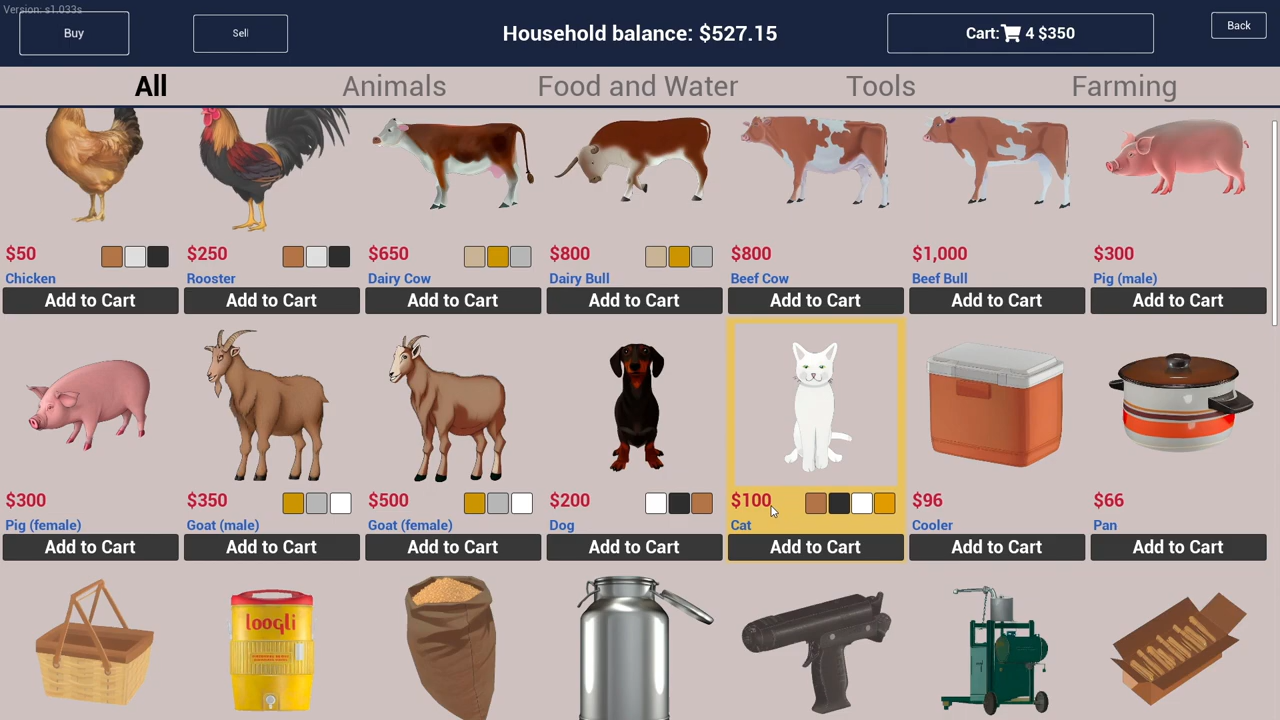 Version: s1.033s
Buy
Sell
Household balance: $527.15
Cart: 4 $350
Back
All
Animals
Food and Water
Tools
Farming
$50
Chicken
Add to Cart
$250
Rooster
Add to Cart
$650
Dairy Cow
Add to Cart
$800
Dairy Bull
Add to Cart
$800
Beef Cow
Add to Cart
$1,000
Beef Bull
Add to Cart
$300
Pig (male)
Add to Cart
$300
Pig (female)
Add to Cart
$350
Goat (male)
Add to Cart
$500
Goat (female)
Add to Cart
$200
Dog
Add to Cart
$100
Cat
Add to Cart
$96
Cooler
Add to Cart
$66
Pan
Add to Cart
looqli